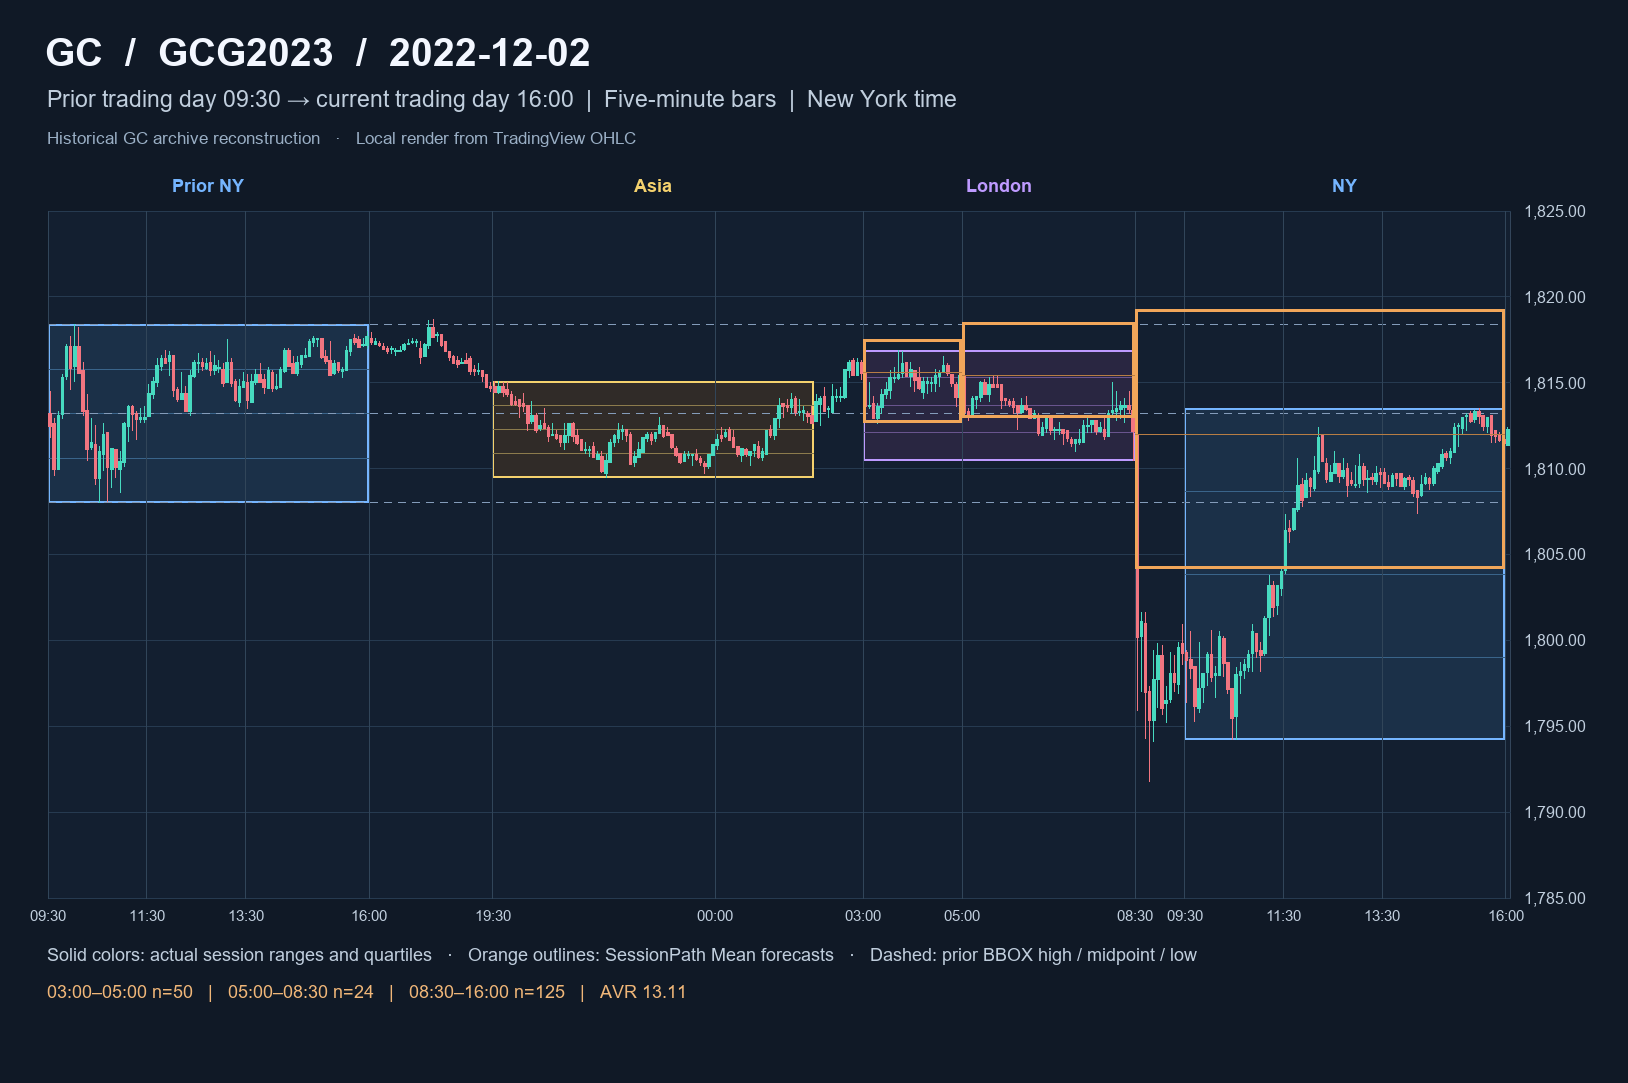 GC / GCG2023 / 2022-12-02
Prior trading day 09:30 → current trading day 16:00 | Five-minute bars | New York time
Historical GC archive reconstruction · Local render from TradingView OHLC
Prior NY Asia London NY
1,825.00
1,820.00
1,815.00
1,810.00
1,805.00
1,800.00
1,795.00
1,790.00
1,785.00
09:30 11:30 13:30 16:00 19:30 00:00 03:00 05:00 08:30 09:30 11:30 13:30 16:00
Solid colors: actual session ranges and quartiles · Orange outlines: SessionPath Mean forecasts · Dashed: prior BBOX high / midpoint / low
03:00–05:00 n=50 | 05:00–08:30 n=24 | 08:30–16:00 n=125 | AVR 13.11